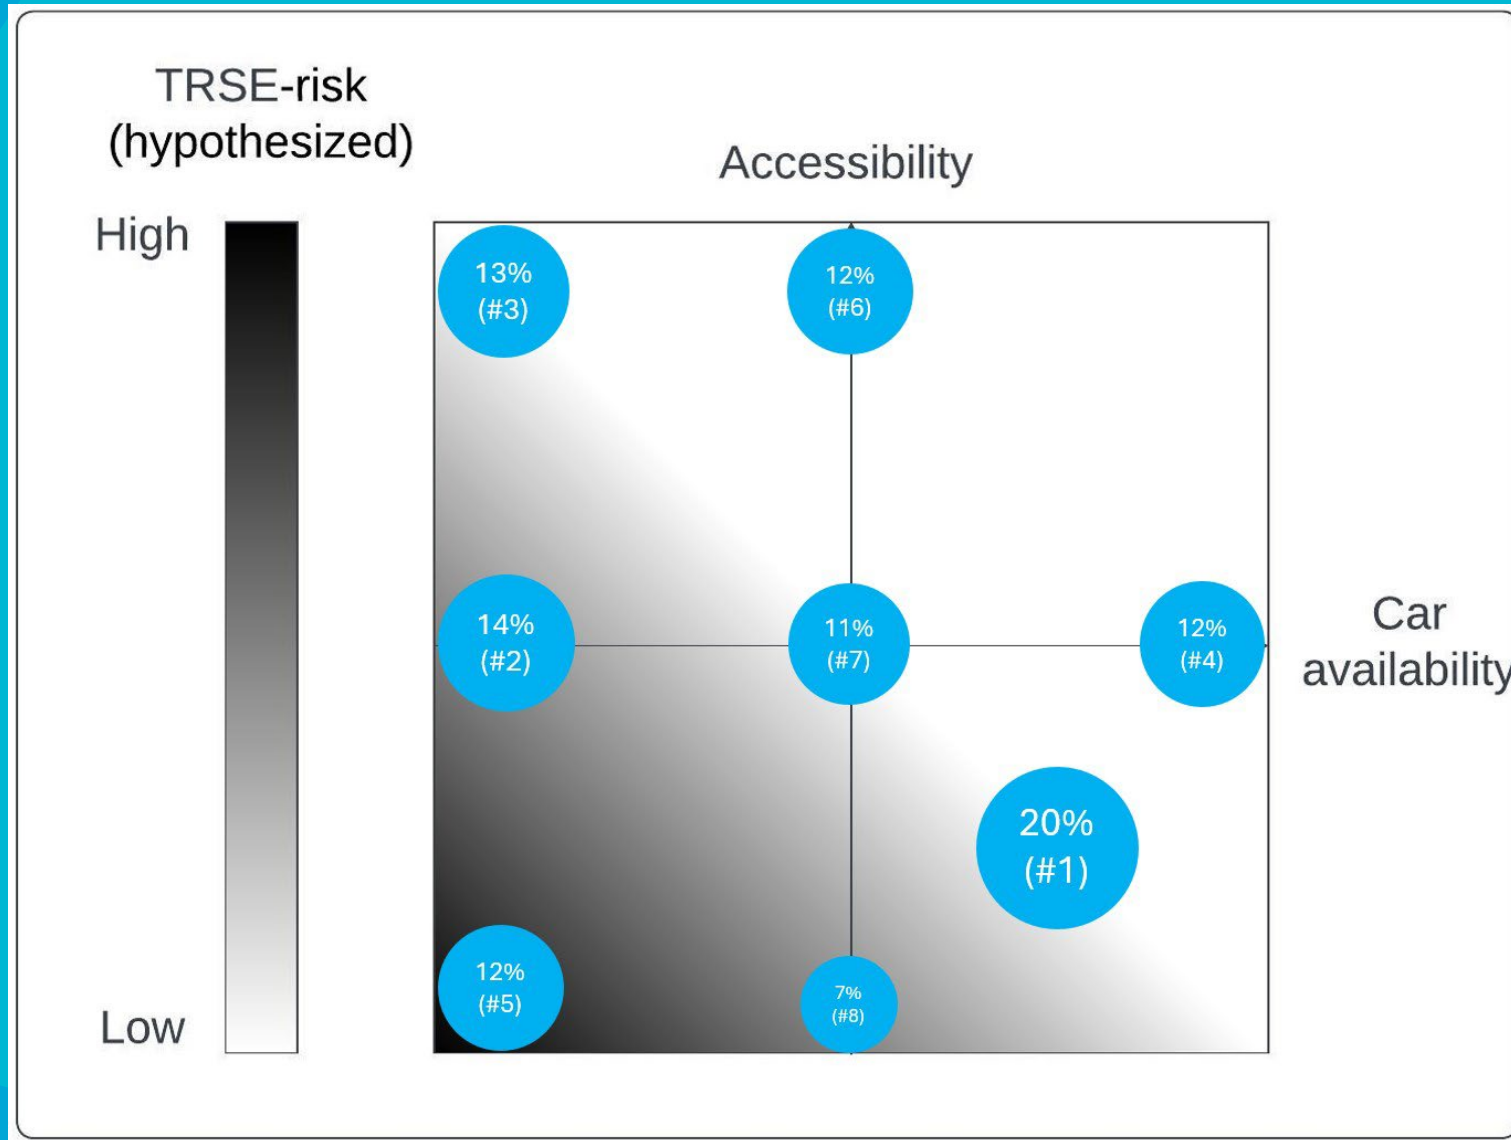 TRSE-risk
(hypothesized)
Accessibility
High
13%
(#3)
12%
(#6)
14%
(#2)
11%
(#7)
12%
(#4)
Car
availability
20%
(#1)
12%
(#5)
7%
(#8)
Low